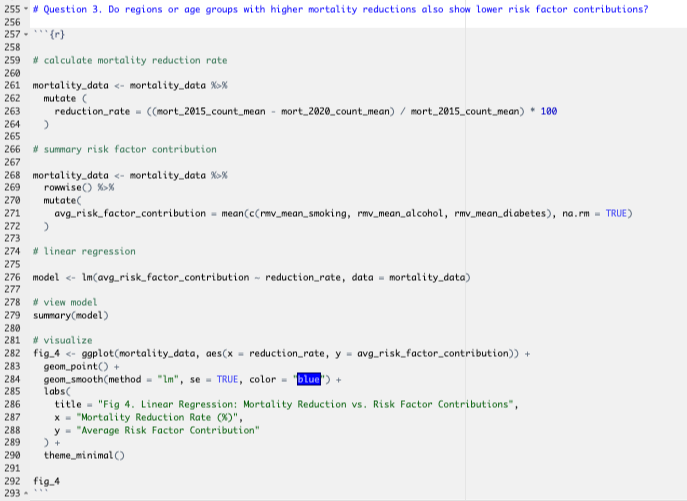 255 # Question 3. Do regions or age groups with higher mortality reductions also show lower risk factor contributions?
256
257 ```{r}
258
259 # calculate mortality reduction rate
260
261 mortality_data <- mortality_data %>%
262 mutate (
263 reduction_rate = ((mort_2015_count_mean - mort_2020_count_mean) / mort_2015_count_mean) * 100
264 )
265
266 # summary risk factor contribution
267
268 mortality_data <- mortality_data %>%
269 rowwise() %>%
270 mutate(
271 avg_risk_factor_contribution = mean(c(rmv_mean_smoking, rmv_mean_alcohol, rmv_mean_diabetes), na.rm = TRUE)
272 )
273
274 # linear regression
275
276 model <- lm(avg_risk_factor_contribution ~ reduction_rate, data = mortality_data)
277
278 # view model
279 summary(model)
280
281 # visualize
282 fig_4 <- ggplot(mortality_data, aes(x = reduction_rate, y = avg_risk_factor_contribution)) +
283 geom_point() +
284 geom_smooth(method = "lm", se = TRUE, color = "blue") +
285 labs(
286 title = "Fig 4. Linear Regression: Mortality Reduction vs. Risk Factor Contributions",
287 x = "Mortality Reduction Rate (%)",
288 y = "Average Risk Factor Contribution"
289 ) +
290 theme_minimal()
291
292 fig_4
293 ```